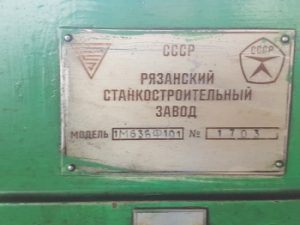 СССР
СССР
РЯЗАНСКИЙ
СТАНКОСТРОИТЕЛЬНЫЙ
ЗАВОД
МОДЕЛЬ 1М63БФ101 № 1703